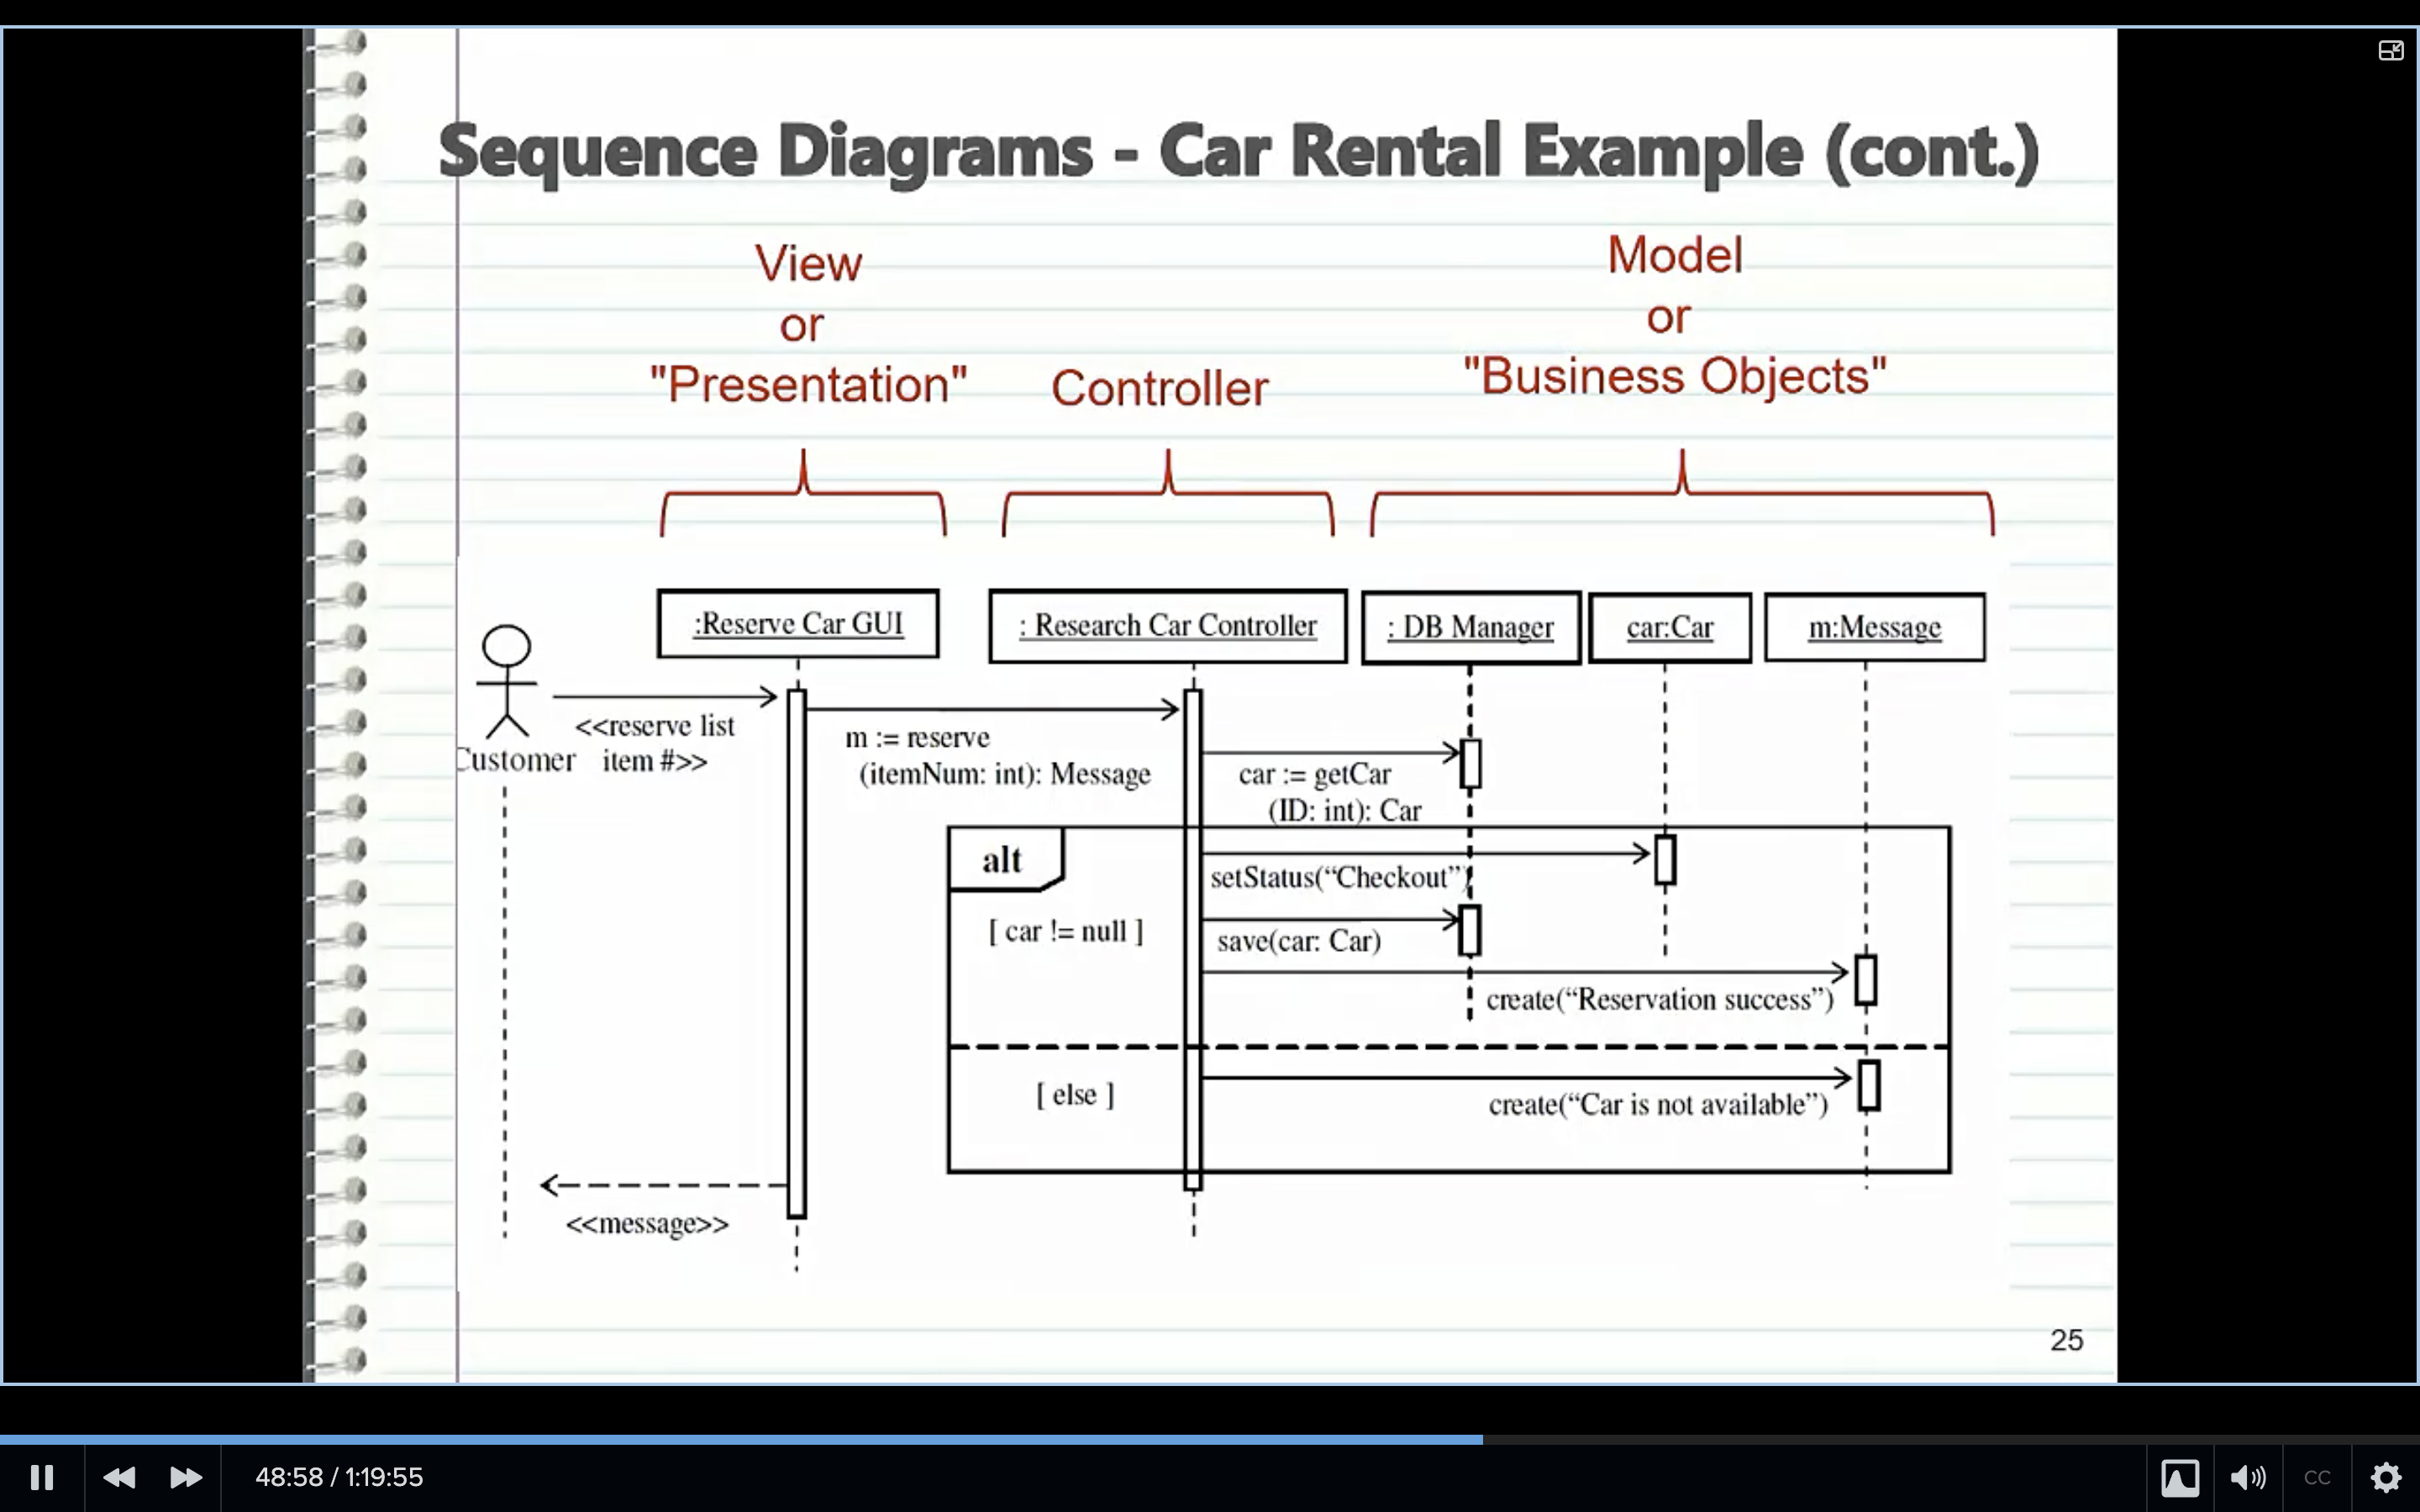 Sequence Diagrams - Car Rental Example (cont.)
View
or
"Presentation"
Controller
Model
or
"Business Objects"
:Reserve Car GUI
: Research Car Controller
: DB Manager
car:Car
m:Message
<<reserve list
item #>>
Customer
m := reserve
(itemNum: int): Message
car := getCar
(ID: int): Car
alt
[ car != null ]
setStatus(“Checkout”)
save(car: Car)
create(“Reservation success”)
[ else ]
create(“Car is not available”)
<<message>>
25
48:58 / 1:19:55
CC